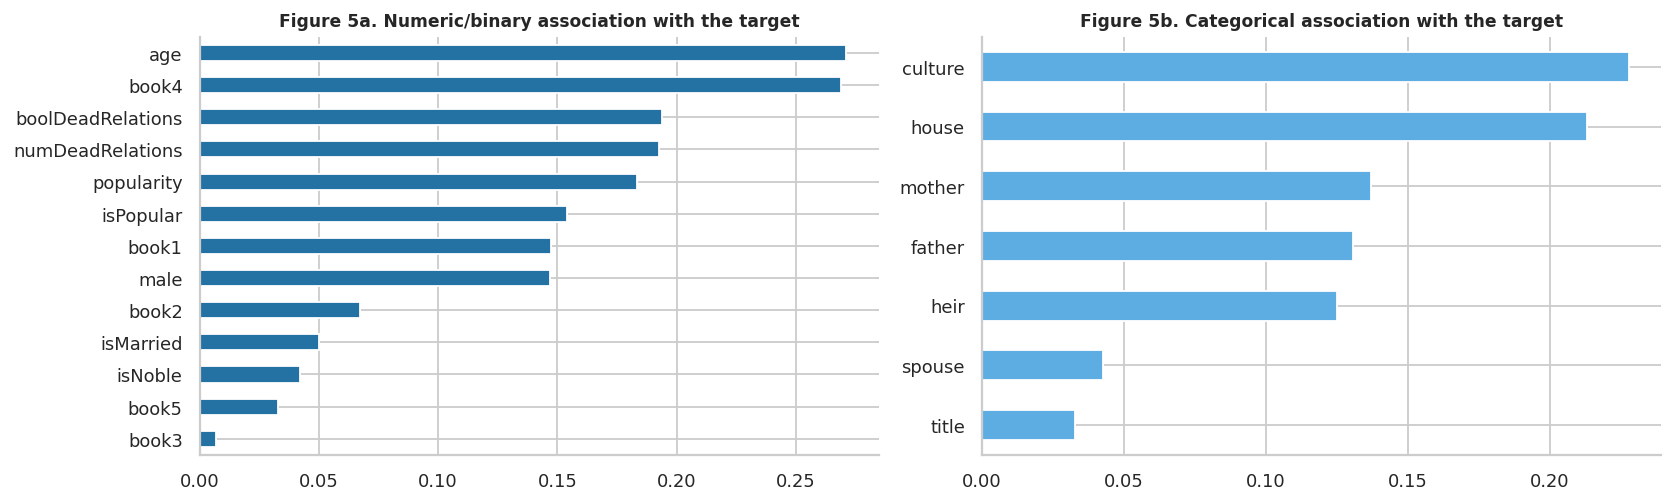 Figure 5a. Numeric/binary association with the target
age
book4
boolDeadRelations
numDeadRelations
popularity
isPopular
book1
male
book2
isMarried
isNoble
book5
book3
0.00 0.05 0.10 0.15 0.20 0.25
Figure 5b. Categorical association with the target
culture
house
mother
father
heir
spouse
title
0.00 0.05 0.10 0.15 0.20